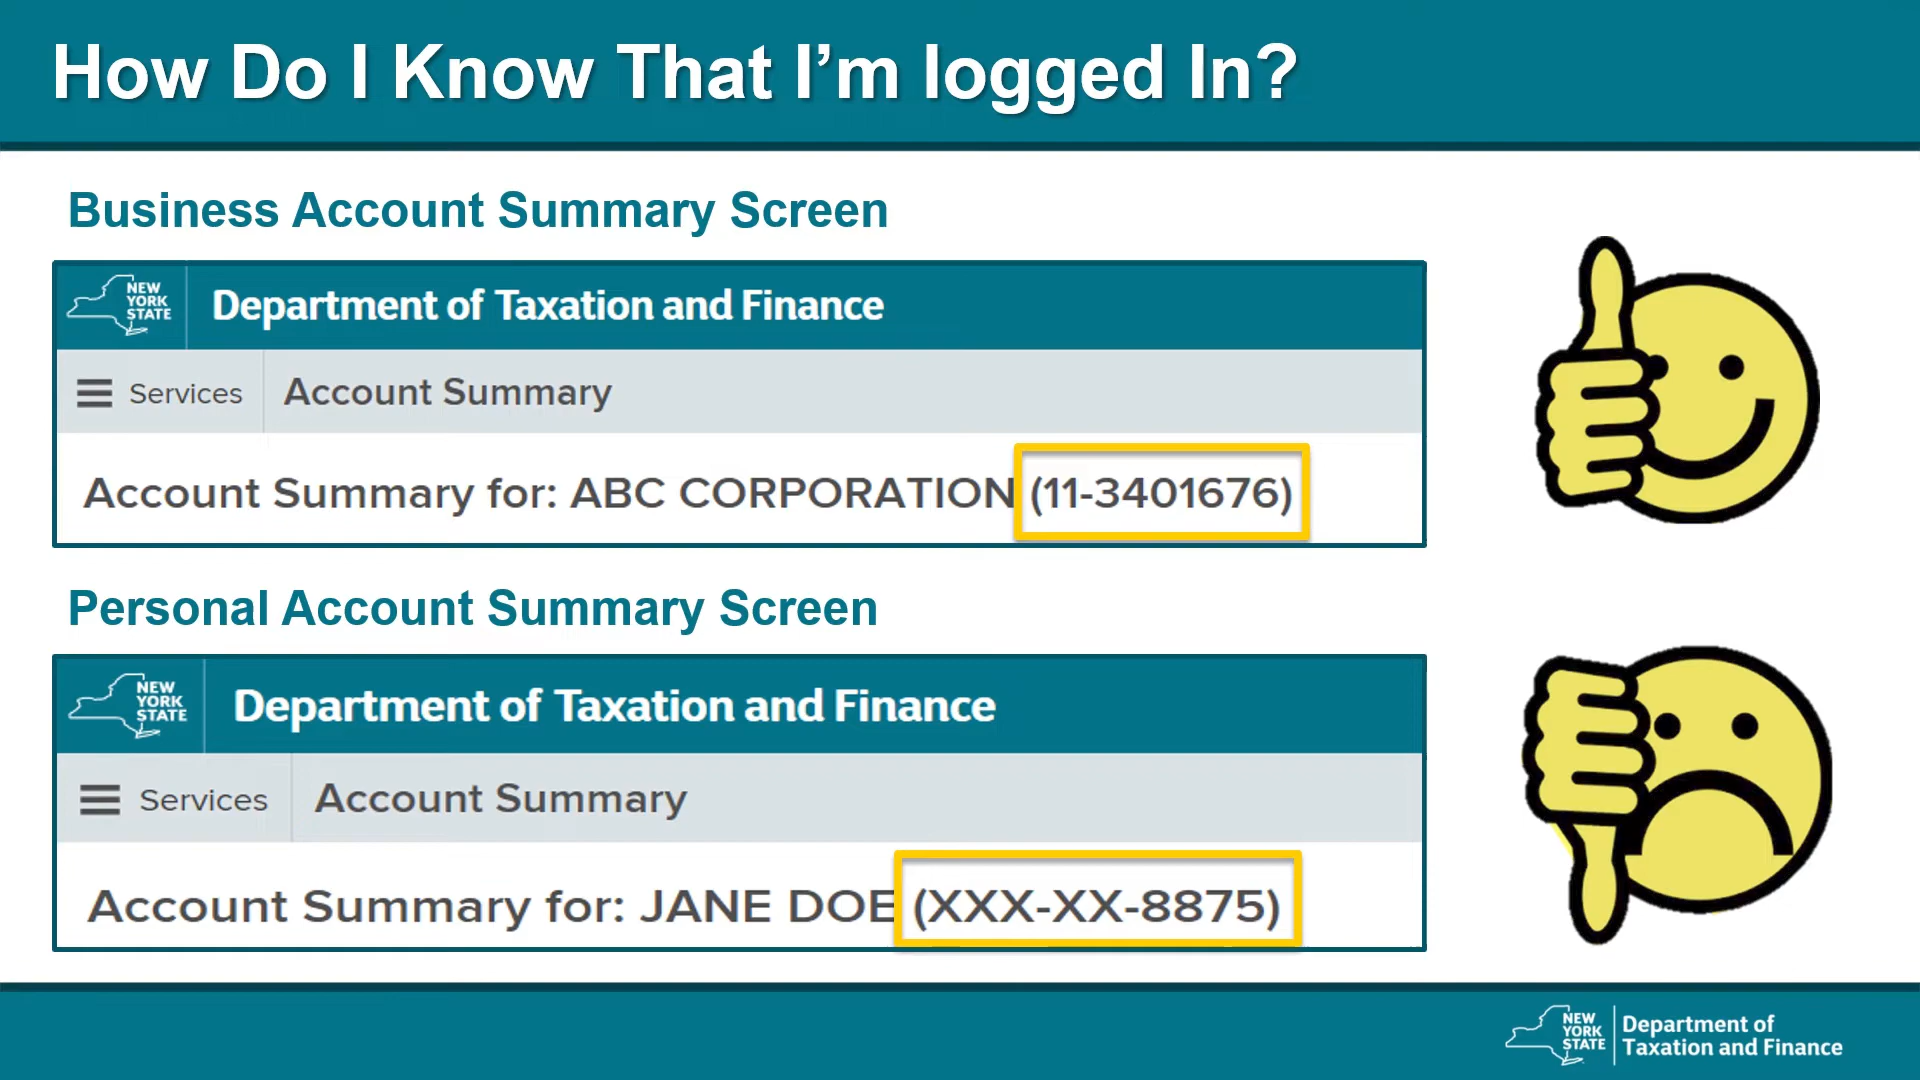 How Do I Know That I’m logged In?
Business Account Summary Screen
NEW
YORK
STATE
Department of Taxation and Finance
Services
Account Summary
Account Summary for: ABC CORPORATION (11-3401676)
Personal Account Summary Screen
NEW
YORK
STATE
Department of Taxation and Finance
Services
Account Summary
Account Summary for: JANE DOE (XXX-XX-8875)
NEW
YORK
STATE
Department of
Taxation and Finance